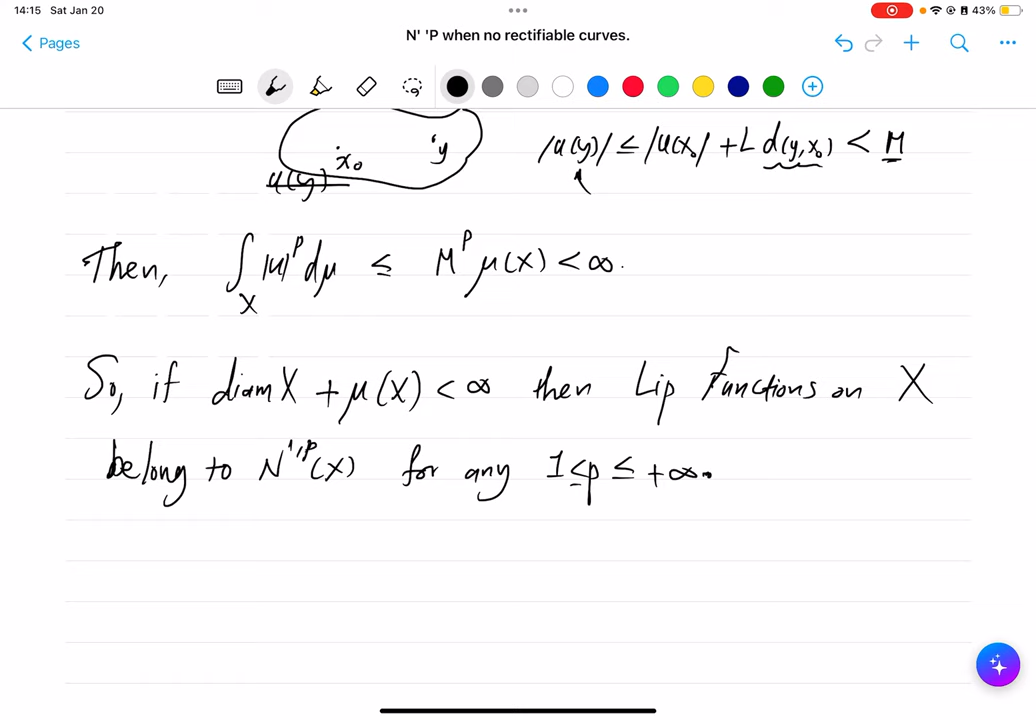 14:15 Sat Jan 20
43%
Pages
N' 'P when no rectifiable curves.
x₀ 'y |u(y)| ≤ |u(x₀)| + L d(y,x₀) < M
u(y)
Then, ∫_X |u|^p dμ ≤ M^p μ(X) < ∞.
So, if diam X + μ(X) < ∞ then Lip Functions on X
belong to N^{1,p}(X) for any 1 ≤ p ≤ +∞.